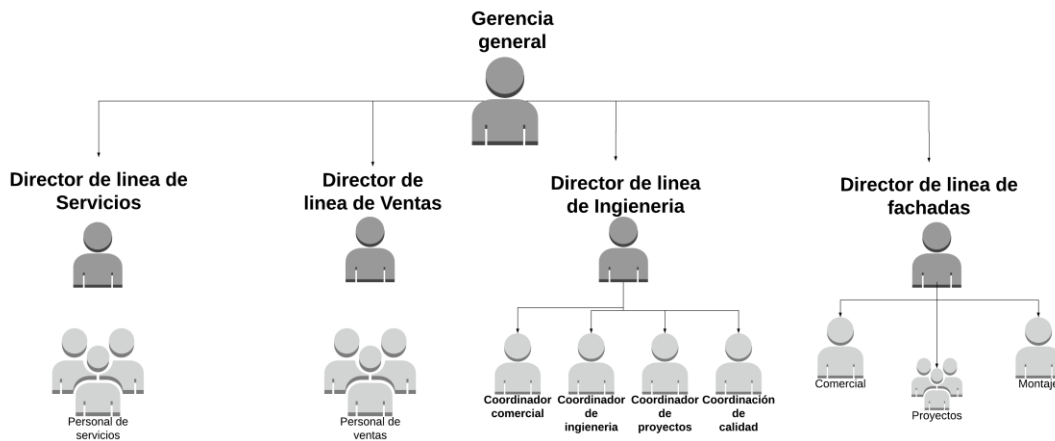 Gerencia
general
Director de linea de
Servicios
Director de
linea de Ventas
Director de linea
de Ingieneria
Director de linea de
fachadas
Personal de
servicios
Personal de
ventas
Coordinador
comercial
Coordinador
de
ingieneria
Coordinador
de
proyectos
Coordinación
de
calidad
Comercial
Proyectos
Montaje